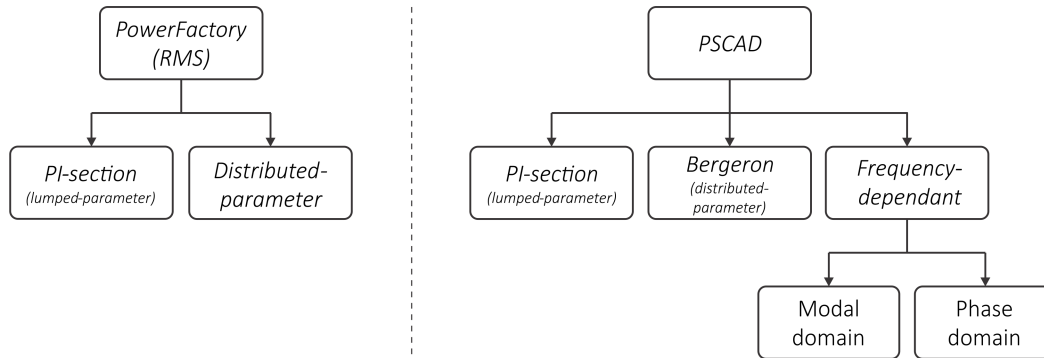 PowerFactory
(RMS)
PI-section
(lumped-parameter)
Distributed-
parameter
PSCAD
PI-section
(lumped-parameter)
Bergeron
(distributed-
parameter)
Frequency-
dependant
Modal
domain
Phase
domain